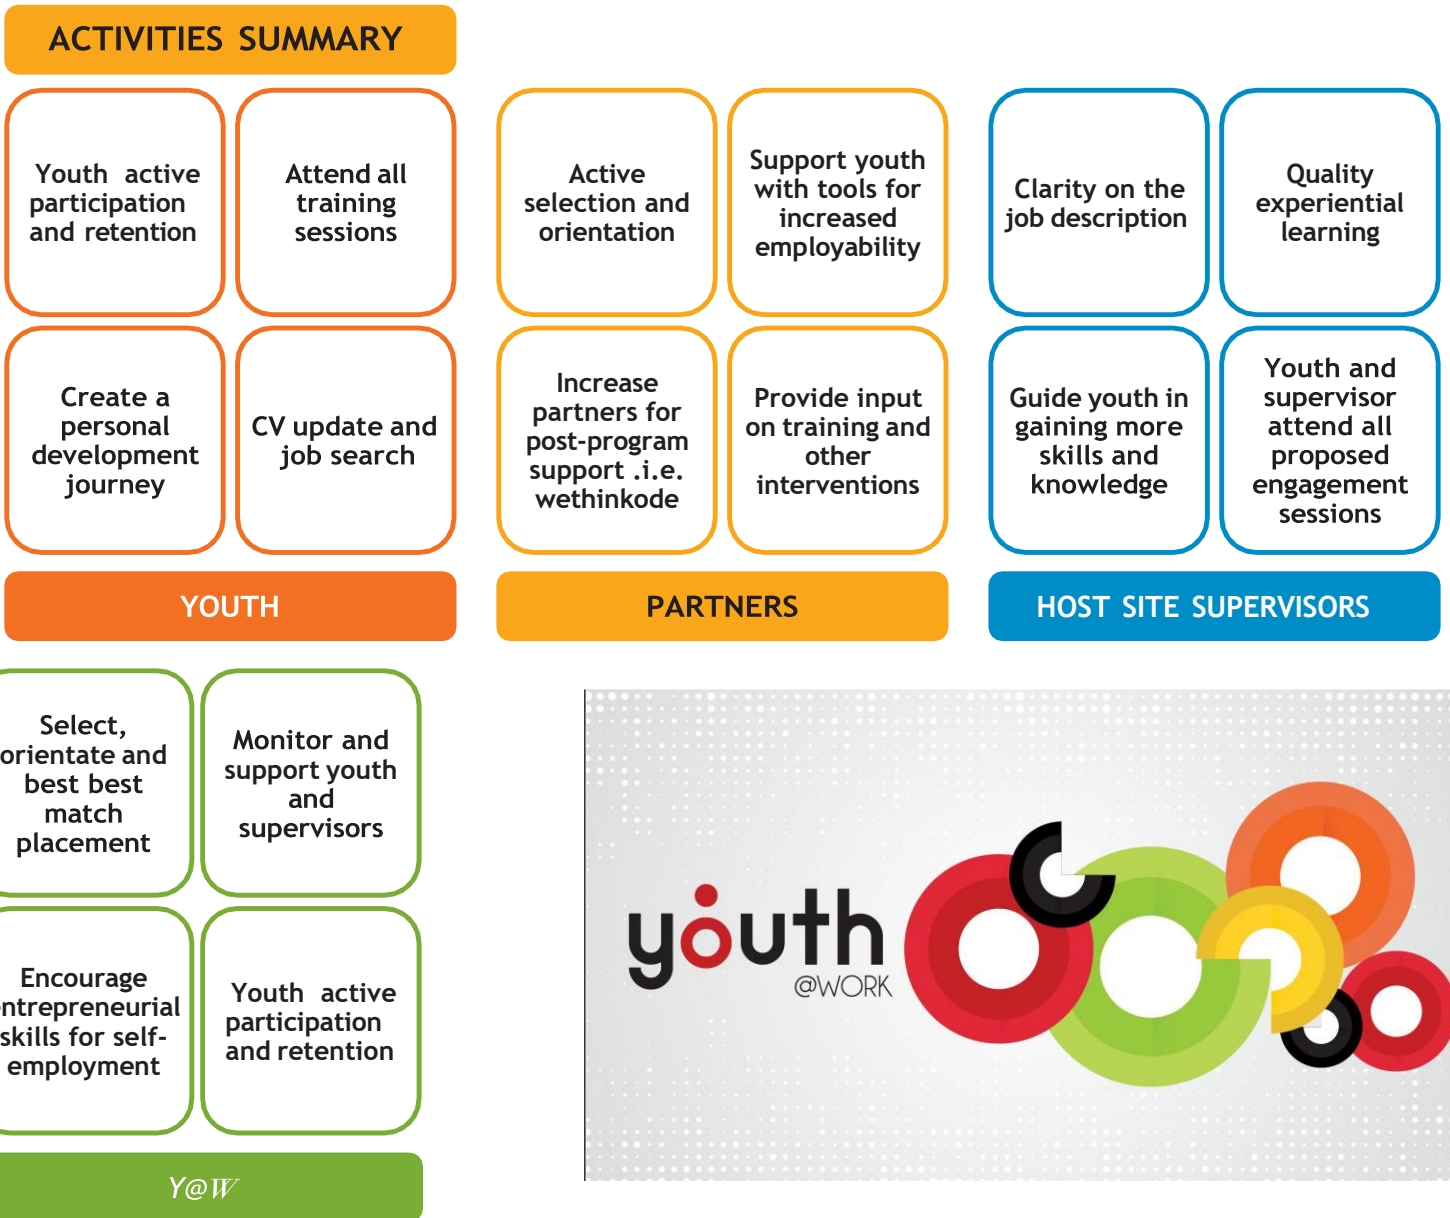 ACTIVITIES SUMMARY
Youth active
participation
and retention
Attend all
training
sessions
Create a
personal
development
journey
CV update and
job search
YOUTH
Active
selection and
orientation
Support youth
with tools for
increased
employability
Increase
partners for
post-program
support .i.e.
wethinkode
Provide input
on training and
other
interventions
PARTNERS
Clarity on the
job description
Quality
experiential
learning
Guide youth in
gaining more
skills and
knowledge
Youth and
supervisor
attend all
proposed
engagement
sessions
HOST SITE SUPERVISORS
Select,
orientate and
best best
match
placement
Monitor and
support youth
and
supervisors
Encourage
entrepreneurial
skills for self-
employment
Youth active
participation
and retention
Y@W
youth
@WORK